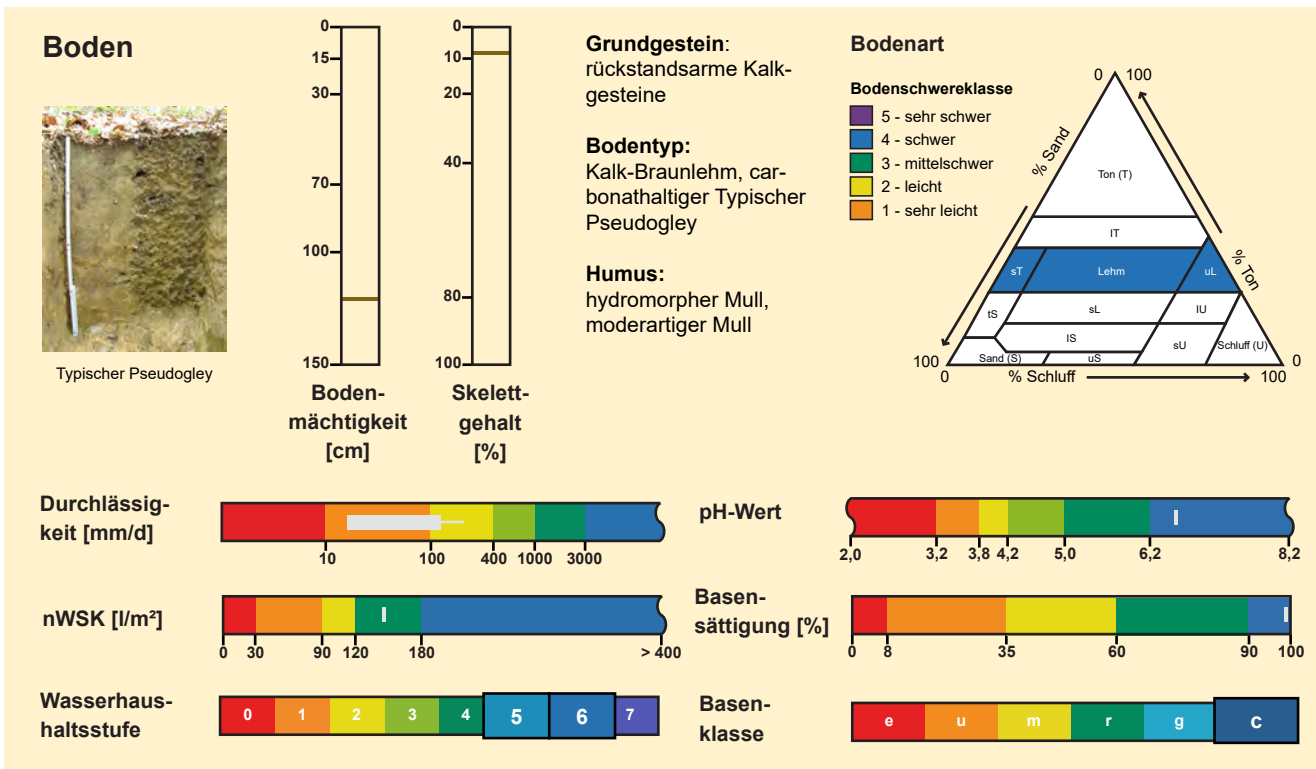 Boden
Typischer Pseudogley
0
15
30
70
100
150
Boden-
mächtigkeit
[cm]
0
10
20
40
80
100
Skelett-
gehalt
[%]
Grundgestein:
rückstandsarme Kalk-
gesteine
Bodentyp:
Kalk-Braunlehm, car-
bonathaltiger Typischer
Pseudogley
Humus:
hydromorpher Mull,
moderartiger Mull
Bodenart
Bodenschwereklasse
5 - sehr schwer
4 - schwer
3 - mittelschwer
2 - leicht
1 - sehr leicht
0 100
% Sand
% Ton
Ton (T)
lT
sT Lehm uL
tS sL lU
lS
Sand (S) uS sU Schluff (U)
100 0
0 % Schluff 100
Durchlässig-
keit [mm/d]
10 100 400 1000 3000
nWSK [l/m²]
0 30 90 120 180 > 400
Wasserhaus-
haltsstufe
0 1 2 3 4 5 6 7
pH-Wert
2,0 3,2 3,8 4,2 5,0 6,2 8,2
Basen-
sättigung [%]
0 8 35 60 90 100
Basen-
klasse
e u m r g c